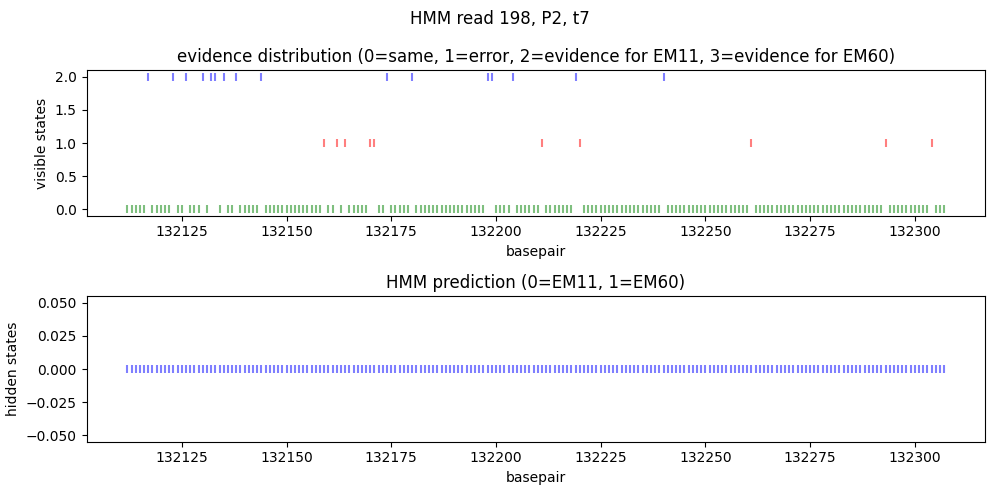 HMM read 198, P2, t7
evidence distribution (0=same, 1=error, 2=evidence for EM11, 3=evidence for EM60)
visible states
2.0
1.5
1.0
0.5
0.0
132125 132150 132175 132200 132225 132250 132275 132300
basepair
HMM prediction (0=EM11, 1=EM60)
hidden states
0.050
0.025
0.000
−0.025
−0.050
132125 132150 132175 132200 132225 132250 132275 132300
basepair